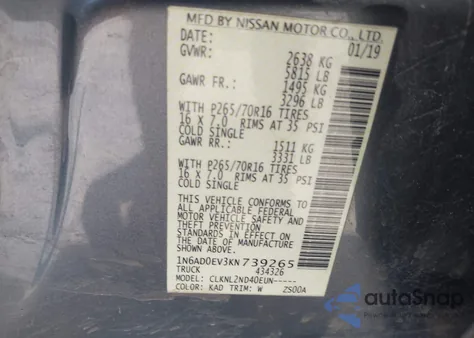 MFD BY NISSAN MOTOR CO., LTD.
DATE: 01/19
GVWR: 2638 KG
5815 LB
GAWR FR.: 1495 KG
3296 LB
WITH P265/70R16 TIRES
16 X 7.0 RIMS AT 35 PSI
COLD SINGLE
GAWR RR.: 1511 KG
3331 LB
WITH P265/70R16 TIRES
16 X 7.0 RIMS AT 35 PSI
COLD SINGLE
THIS VEHICLE CONFORMS TO
ALL APPLICABLE FEDERAL
MOTOR VEHICLE SAFETY AND
THEFT PREVENTION
STANDARDS IN EFFECT ON
THE DATE OF MANUFACTURE
SHOWN ABOVE.
1N6AD0EV3KN739265
TRUCK 434326
MODEL: CLKNL2ND40EUN-----
COLOR: KAD TRIM: W ZS00A
autoSnap
Powered by